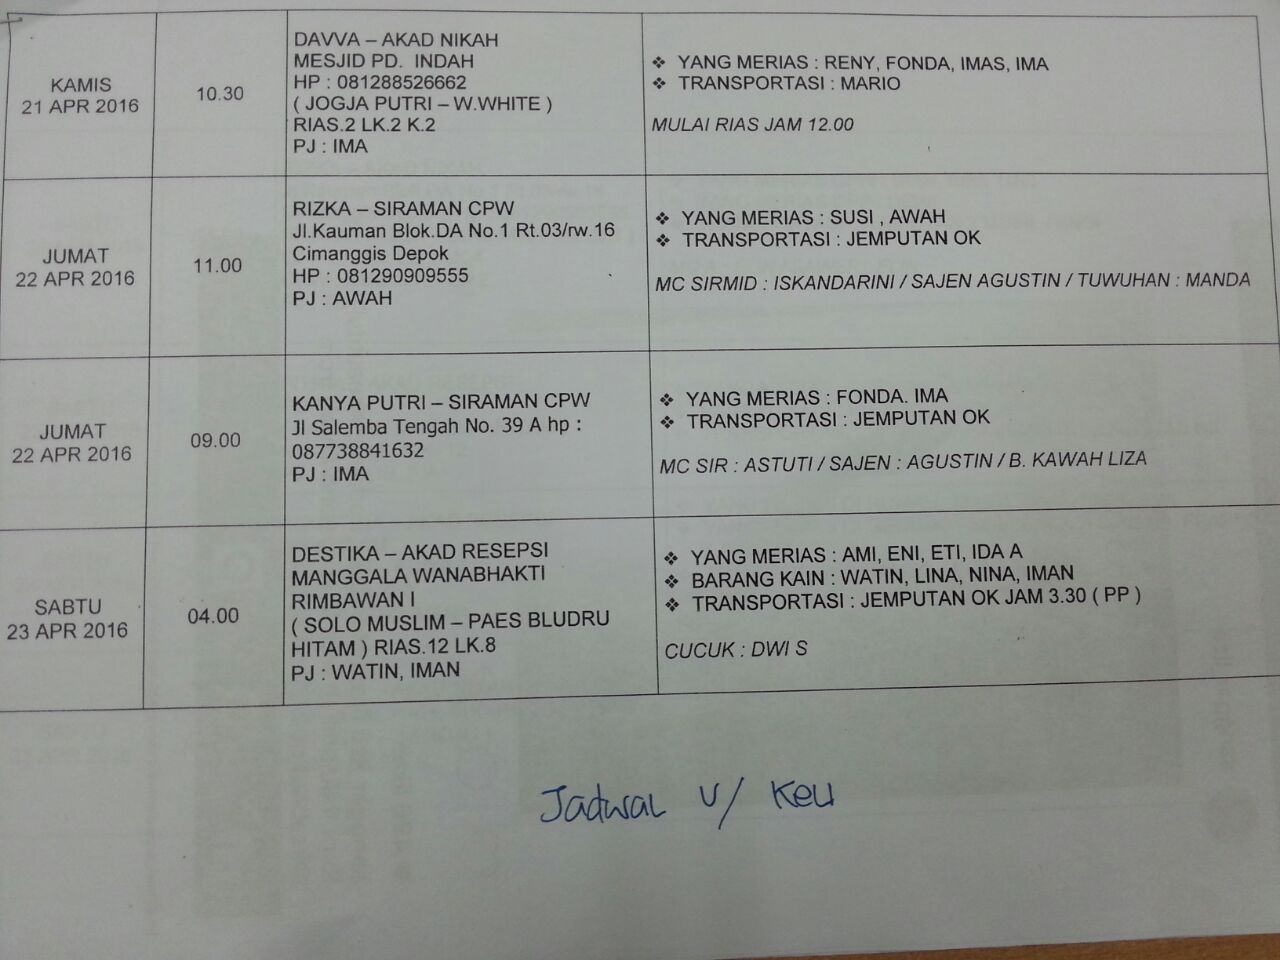 KAMIS
21 APR 2016
10.30
DAVVA – AKAD NIKAH
MESJID PD. INDAH
HP : 081288526662
( JOGJA PUTRI – W.WHITE )
RIAS.2 LK.2 K.2
PJ : IMA
❖ YANG MERIAS : RENY, FONDA, IMAS, IMA
❖ TRANSPORTASI : MARIO
MULAI RIAS JAM 12.00
JUMAT
22 APR 2016
11.00
RIZKA – SIRAMAN CPW
Jl.Kauman Blok.DA No.1 Rt.03/rw.16
Cimanggis Depok
HP : 081290909555
PJ : AWAH
❖ YANG MERIAS : SUSI , AWAH
❖ TRANSPORTASI : JEMPUTAN OK
MC SIRMID : ISKANDARINI / SAJEN AGUSTIN / TUWUHAN : MANDA
JUMAT
22 APR 2016
09.00
KANYA PUTRI – SIRAMAN CPW
Jl Salemba Tengah No. 39 A hp :
087738841632
PJ : IMA
❖ YANG MERIAS : FONDA. IMA
❖ TRANSPORTASI : JEMPUTAN OK
MC SIR : ASTUTI / SAJEN : AGUSTIN / B. KAWAH LIZA
SABTU
23 APR 2016
04.00
DESTIKA – AKAD RESEPSI
MANGGALA WANABHAKTI
RIMBAWAN I
( SOLO MUSLIM – PAES BLUDRU
HITAM ) RIAS.12 LK.8
PJ : WATIN, IMAN
❖ YANG MERIAS : AMI, ENI, ETI, IDA A
❖ BARANG KAIN : WATIN, LINA, NINA, IMAN
❖ TRANSPORTASI : JEMPUTAN OK JAM 3.30 ( PP )
CUCUK : DWI S
Jadwal U/ Keu